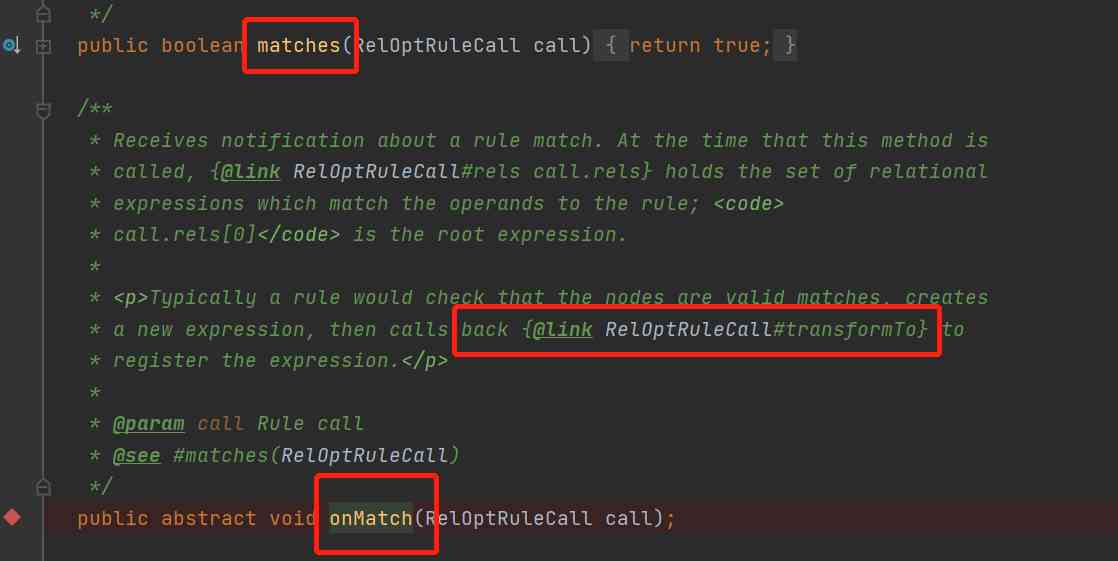 */
public boolean matches(RelOptRuleCall call) { return true; }
/**
* Receives notification about a rule match. At the time that this method is
* called, {@link RelOptRuleCall#rels call.rels} holds the set of relational
* expressions which match the operands to the rule; <code>
* call.rels[0]</code> is the root expression.
*
* <p>Typically a rule would check that the nodes are valid matches, creates
* a new expression, then calls back {@link RelOptRuleCall#transformTo} to
* register the expression.</p>
*
* @param call Rule call
* @see #matches(RelOptRuleCall)
*/
public abstract void onMatch(RelOptRuleCall call);